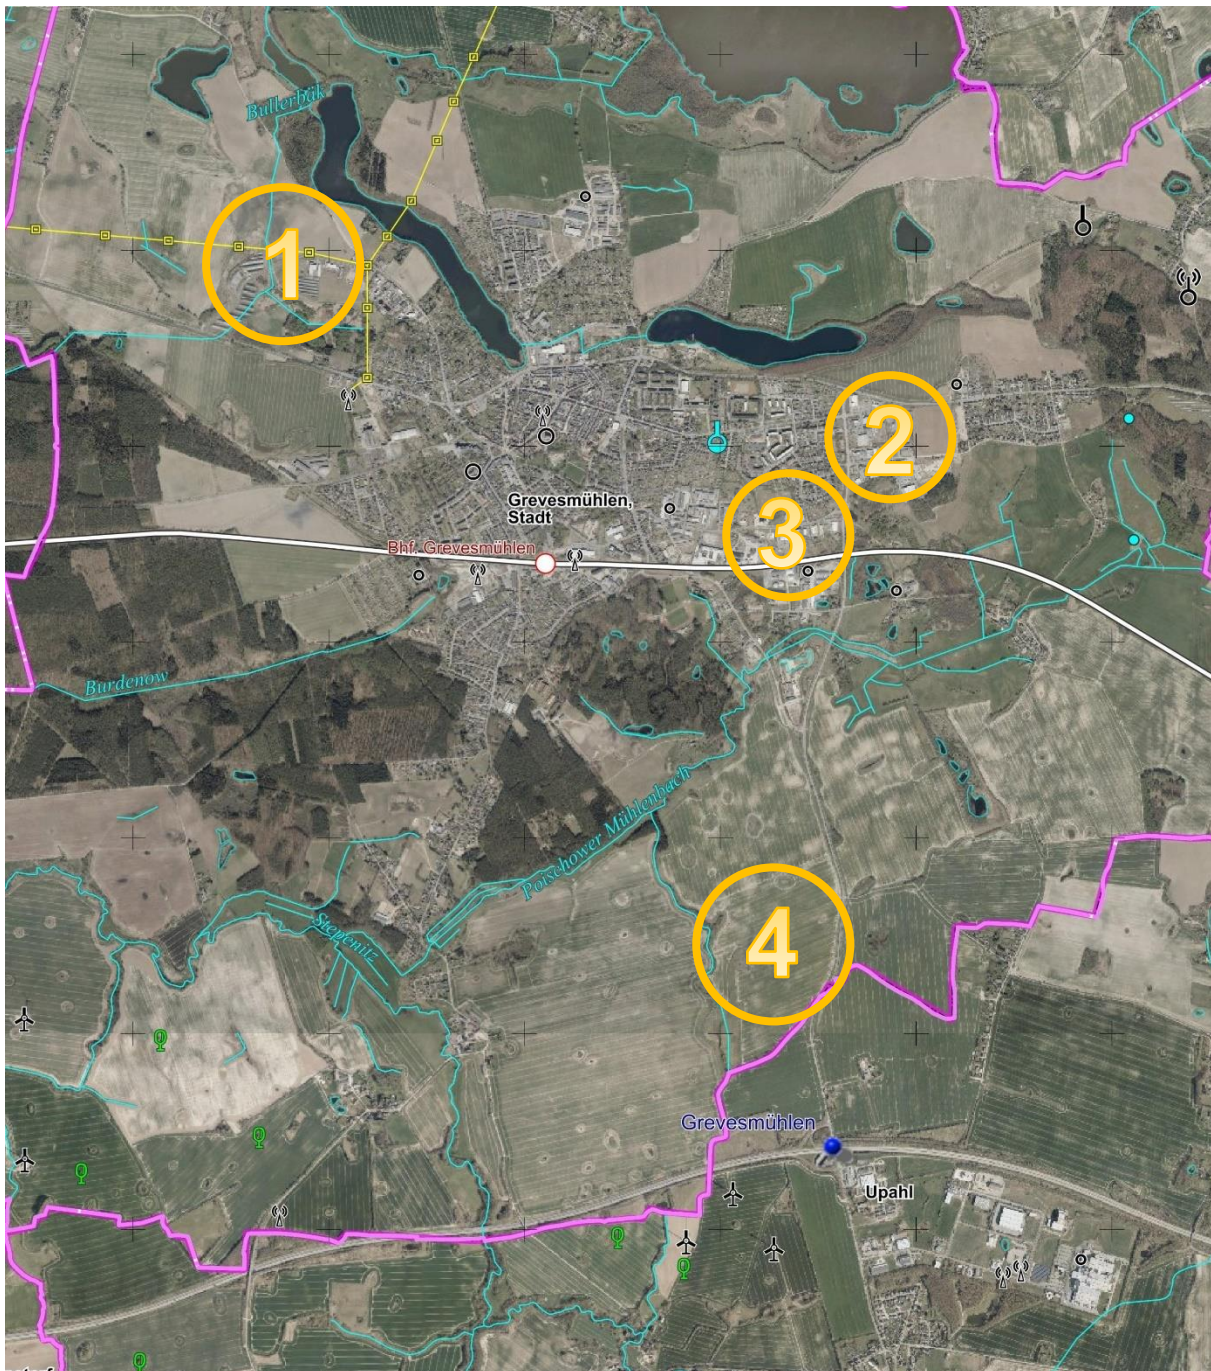 Bullerbäk
1
2
3
Grevesmühlen,
Stadt
Bhf. Grevesmühlen
Burdenow
Poischower Mühlenbach
Stepenitz
4
Grevesmühlen
Upahl